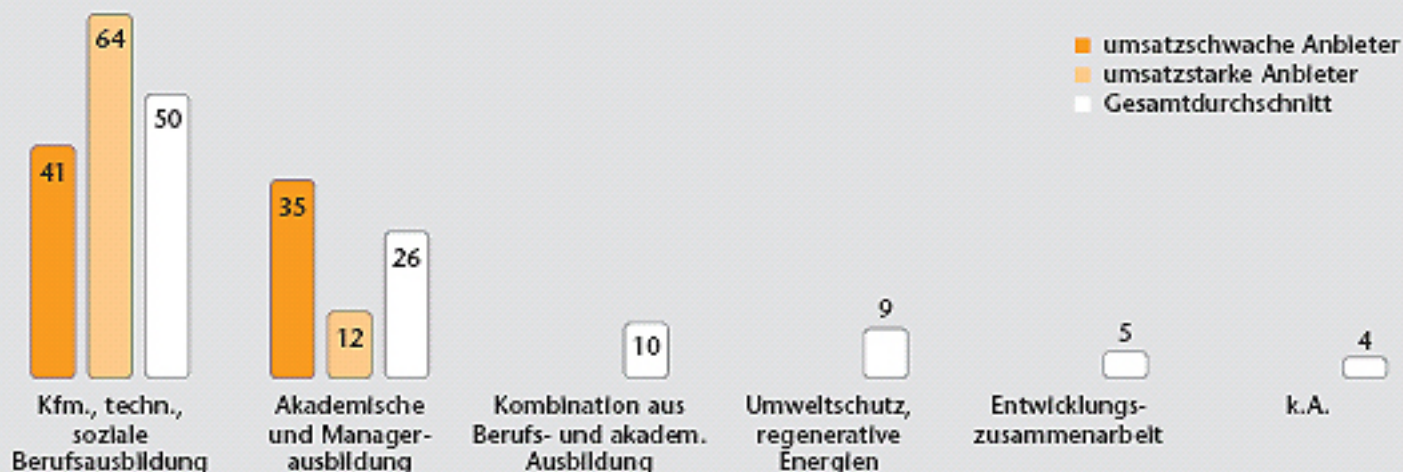 umsatzschwache Anbieter
umsatzstarke Anbieter
Gesamtdurchschnitt
41
64
50
35
12
26
10
9
5
4
Kfm., techn.,
soziale
Berufsausbildung
Akademische
und Manager-
ausbildung
Kombination aus
Berufs- und akadem.
Ausbildung
Umweltschutz,
regenerative
Energien
Entwicklungs-
zusammenarbeit
k.A.